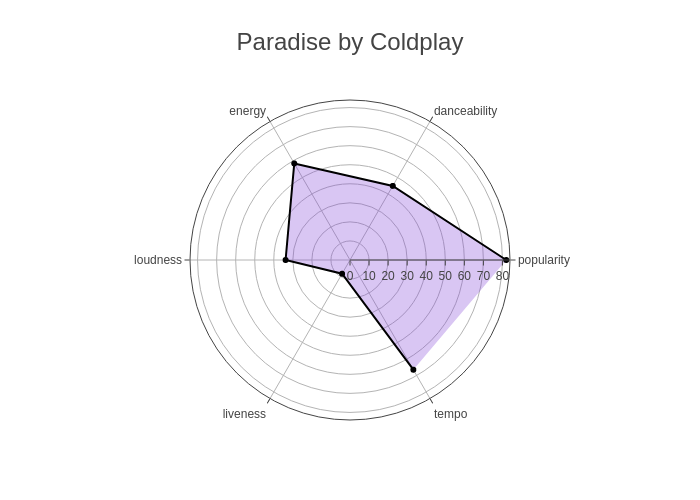 Paradise by Coldplay
energy
danceability
loudness
popularity
0 10 20 30 40 50 60 70 80
liveness
tempo